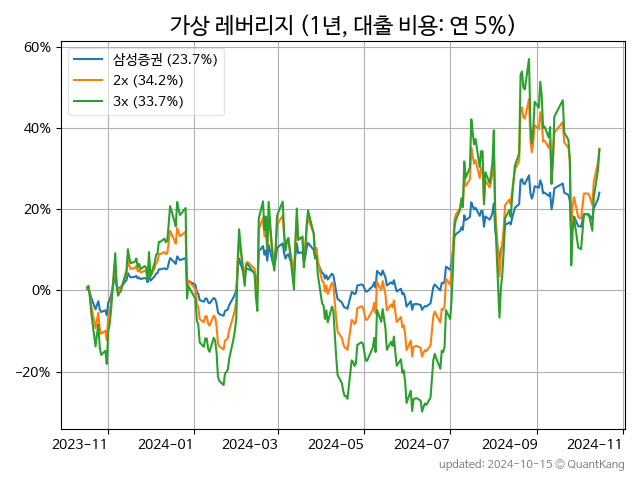 가상 레버리지 (1년, 대출 비용: 연 5%)
삼성증권 (23.7%)
2x (34.2%)
3x (33.7%)
60%
40%
20%
0%
−20%
2023-11 2024-01 2024-03 2024-05 2024-07 2024-09 2024-11
updated: 2024-10-15 © QuantKang